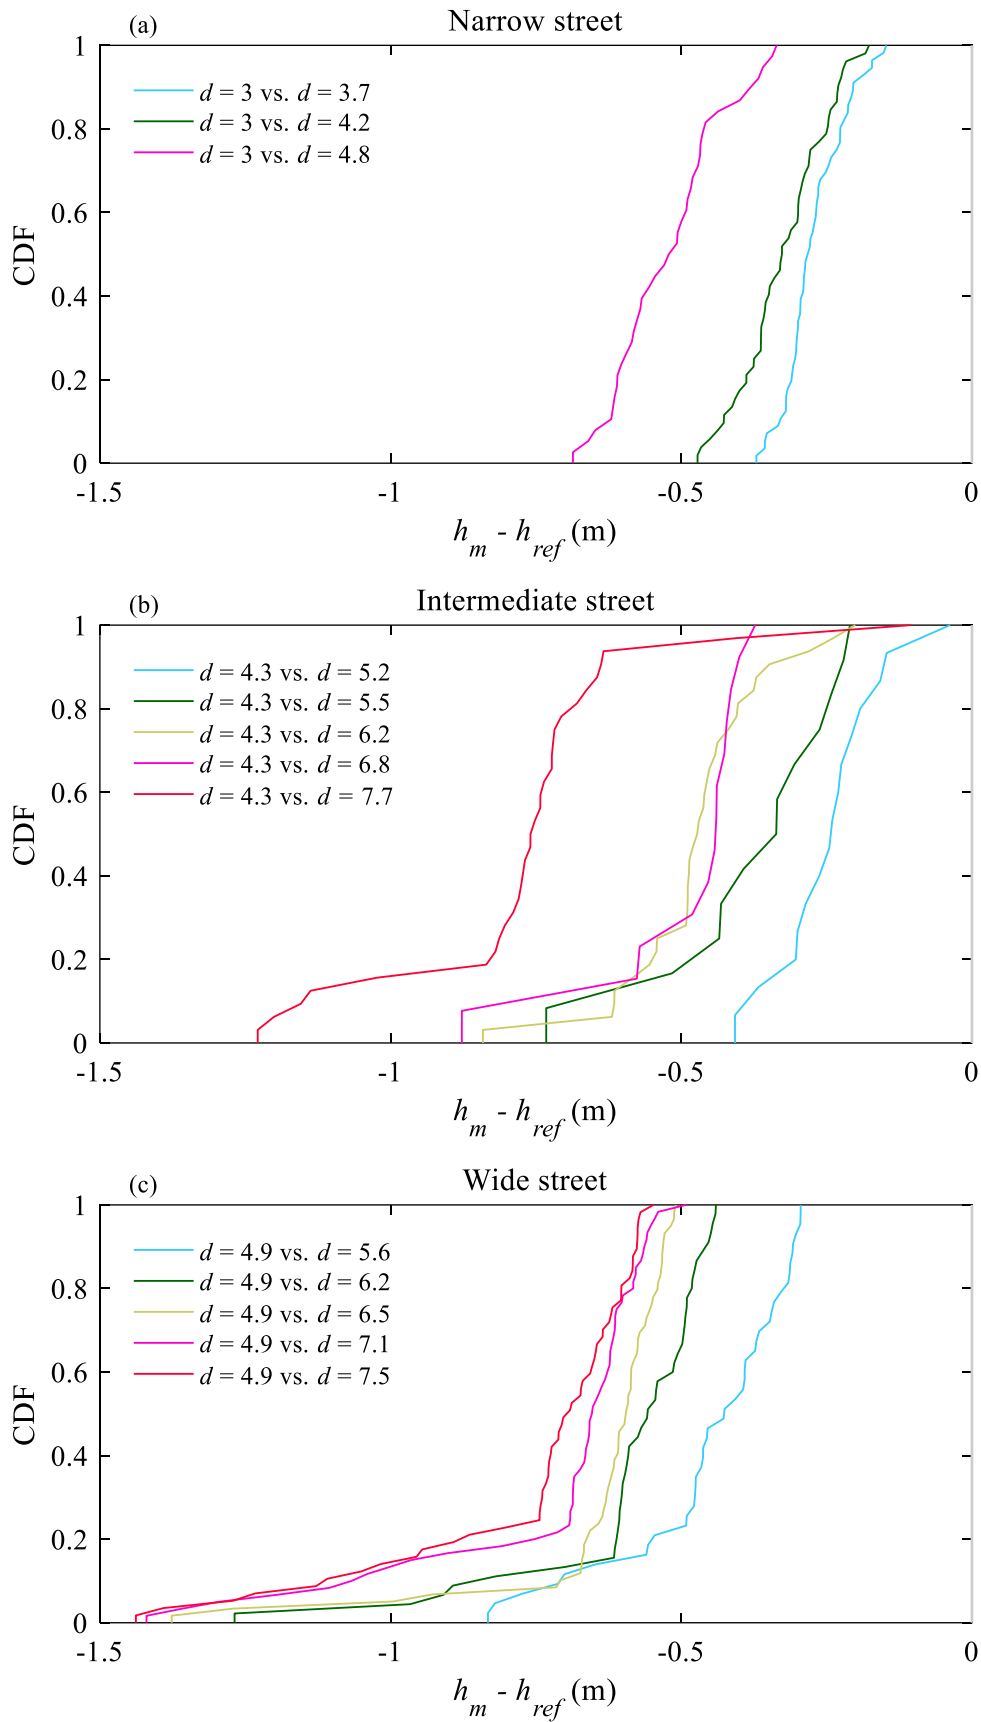 (a) Narrow street
1
0.8
0.6
0.4
0.2
0
CDF
d = 3 vs. d = 3.7
d = 3 vs. d = 4.2
d = 3 vs. d = 4.8
-1.5 -1 -0.5 0
h_m - h_ref (m)
(b) Intermediate street
1
0.8
0.6
0.4
0.2
0
CDF
d = 4.3 vs. d = 5.2
d = 4.3 vs. d = 5.5
d = 4.3 vs. d = 6.2
d = 4.3 vs. d = 6.8
d = 4.3 vs. d = 7.7
-1.5 -1 -0.5 0
h_m - h_ref (m)
(c) Wide street
1
0.8
0.6
0.4
0.2
0
CDF
d = 4.9 vs. d = 5.6
d = 4.9 vs. d = 6.2
d = 4.9 vs. d = 6.5
d = 4.9 vs. d = 7.1
d = 4.9 vs. d = 7.5
-1.5 -1 -0.5 0
h_m - h_ref (m)